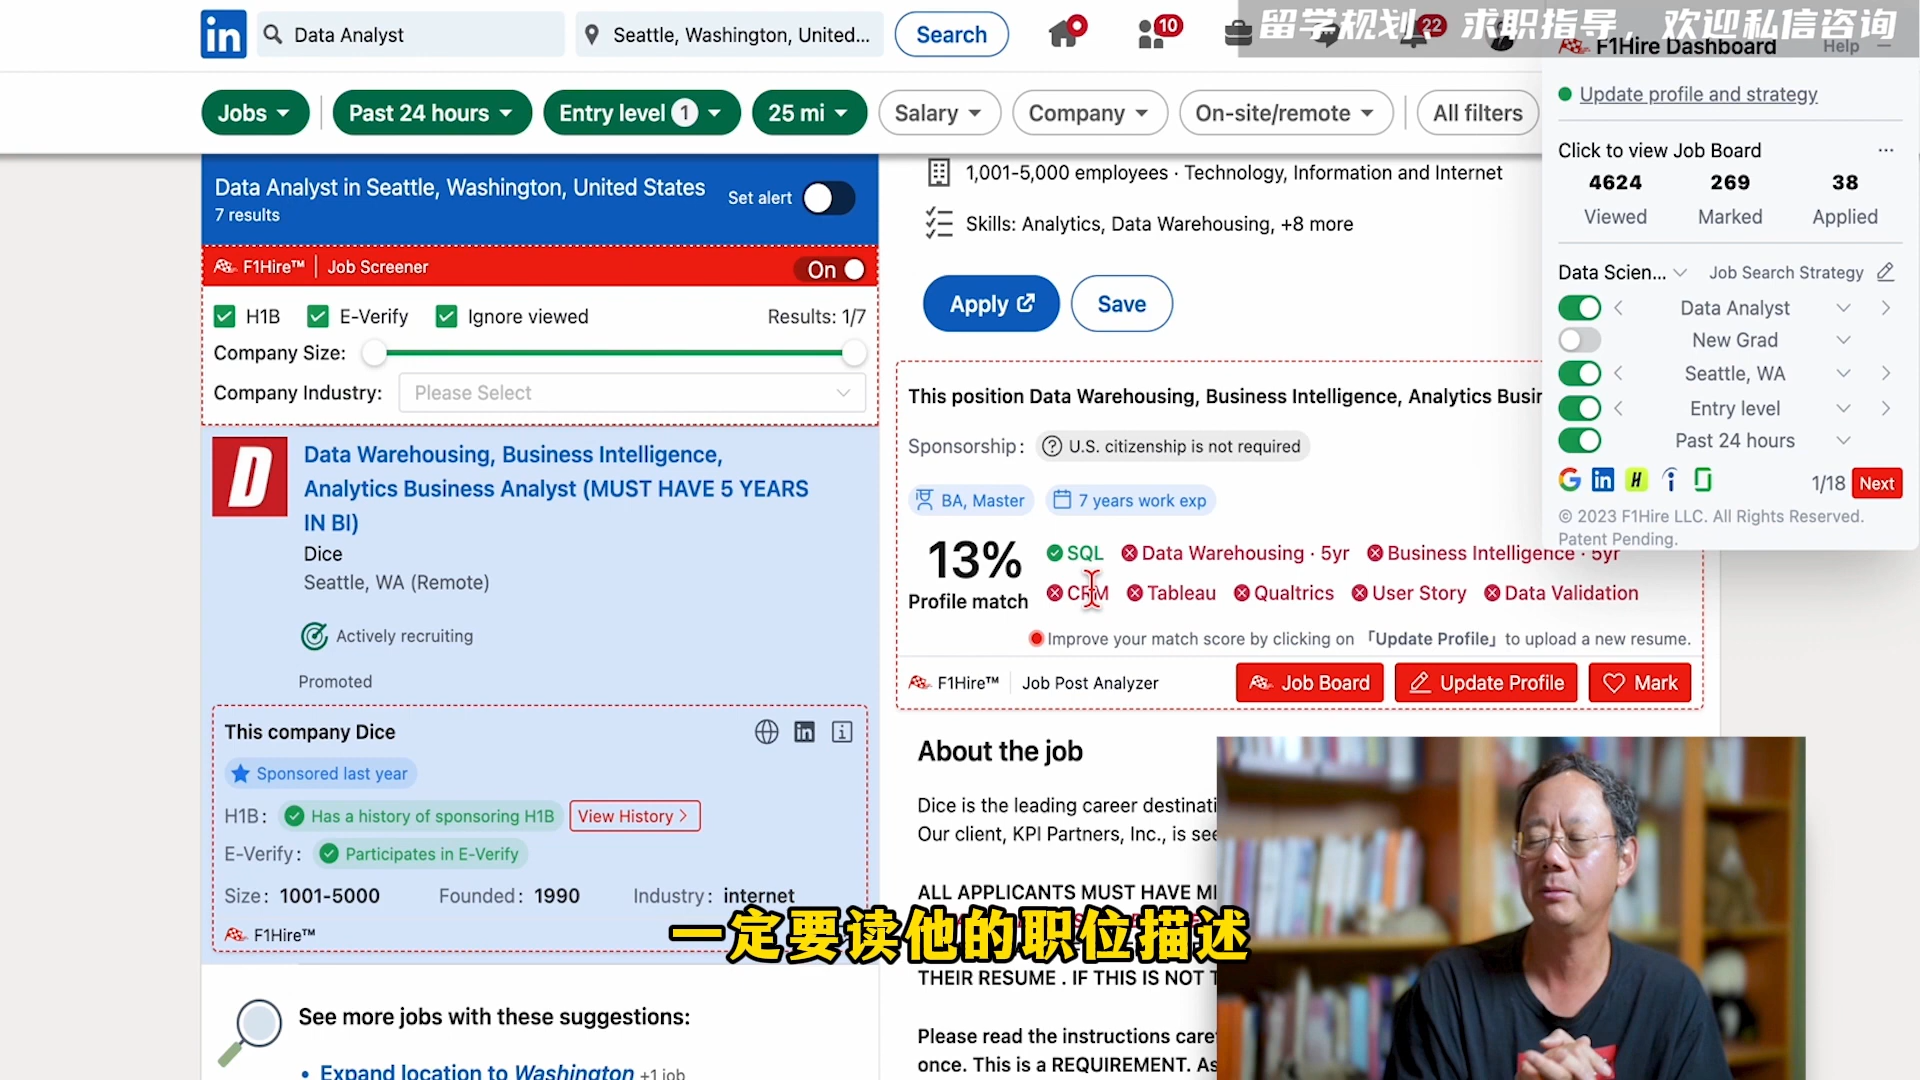 in
Data Analyst
Seattle, Washington, United...
Search
10
22
留学规划、求职指导，欢迎私信咨询
F1Hire Dashboard
Help
Jobs
Past 24 hours
Entry level 1
25 mi
Salary
Company
On-site/remote
All filters
Update profile and strategy
Click to view Job Board
4624 269 38
Viewed Marked Applied
Data Scien... Job Search Strategy
Data Analyst
New Grad
Seattle, WA
Entry level
Past 24 hours
1/18 Next
© 2023 F1Hire LLC. All Rights Reserved.
Patent Pending.
Data Analyst in Seattle, Washington, United States
7 results
Set alert
F1Hire™ Job Screener
On
H1B E-Verify Ignore viewed Results: 1/7
Company Size:
Company Industry: Please Select
D
Data Warehousing, Business Intelligence,
Analytics Business Analyst (MUST HAVE 5 YEARS
IN BI)
Dice
Seattle, WA (Remote)
Actively recruiting
Promoted
This company Dice
in
Sponsored last year
H1B: Has a history of sponsoring H1B View History >
E-Verify: Participates in E-Verify
Size: 1001-5000 Founded: 1990 Industry: internet
F1Hire™
See more jobs with these suggestions:
• Expand location to Washington +1 job
1,001-5,000 employees · Technology, Information and Internet
Skills: Analytics, Data Warehousing, +8 more
Apply Save
This position Data Warehousing, Business Intelligence, Analytics Busin
Sponsorship: U.S. citizenship is not required
BA, Master 7 years work exp
13%
Profile match
SQL Data Warehousing · 5yr Business Intelligence · 5yr
CRM Tableau Qualtrics User Story Data Validation
Improve your match score by clicking on 「Update Profile」 to upload a new resume.
F1Hire™ Job Post Analyzer
Job Board Update Profile Mark
About the job
Dice is the leading career destinati
Our client, KPI Partners, Inc., is see
ALL APPLICANTS MUST HAVE MI
一定要读他的职位描述
THEIR RESUME . IF THIS IS NOT T
Please read the instructions care
once. This is a REQUIREMENT. As